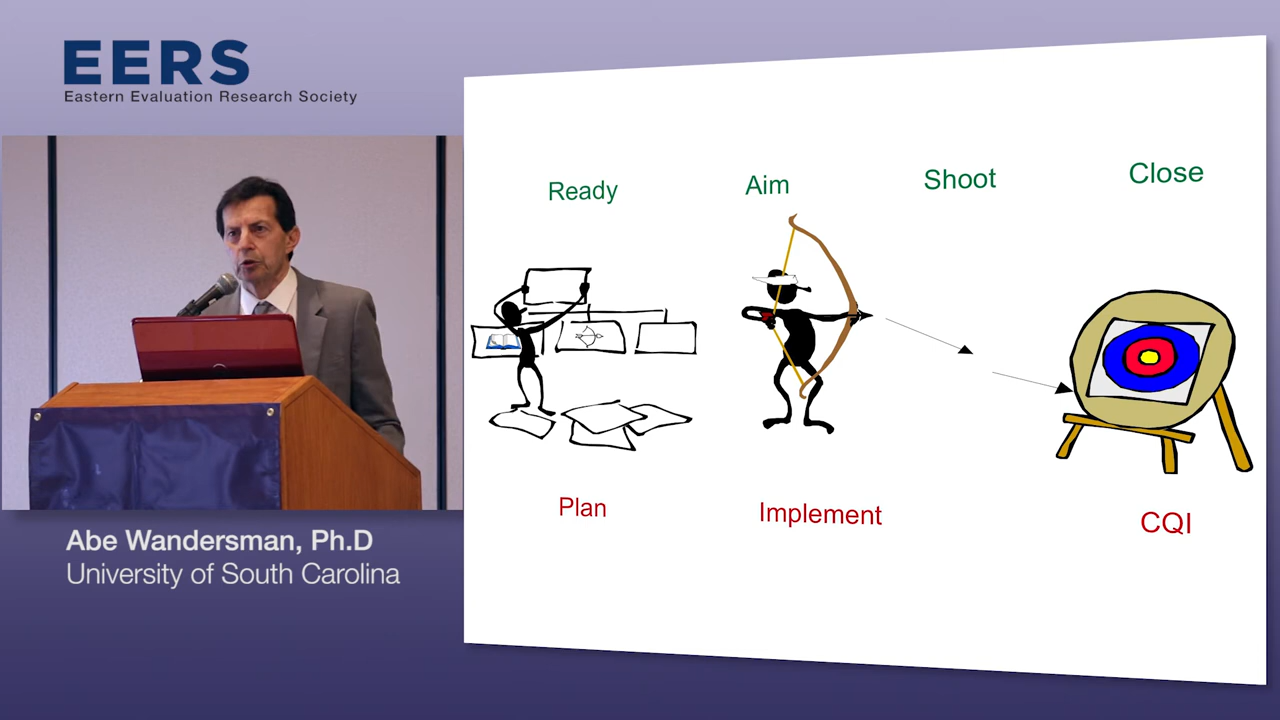 EERS
Eastern Evaluation Research Society
Ready
Aim
Shoot
Close
Plan
Implement
CQI
Abe Wandersman, Ph.D
University of South Carolina